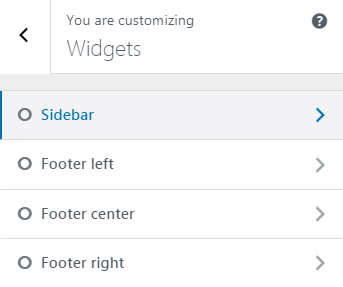 You are customizing
Widgets
Sidebar
Footer left
Footer center
Footer right